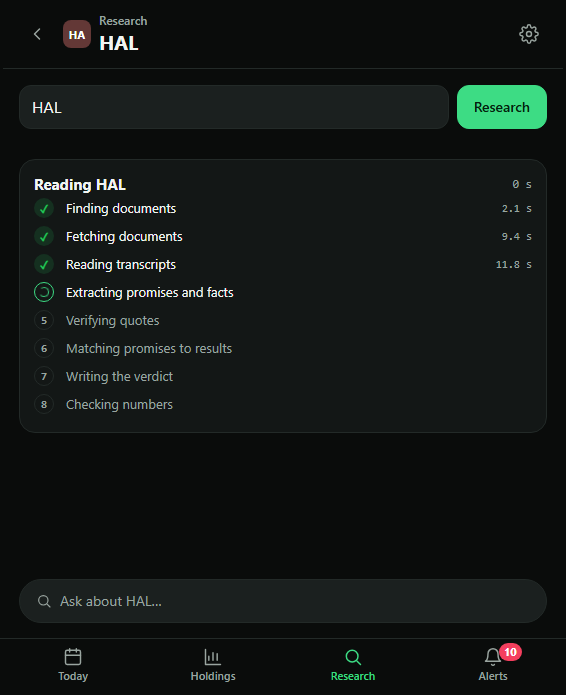 Research
HA
HAL
HAL
Research
Reading HAL
0 s
Finding documents
2.1 s
Fetching documents
9.4 s
Reading transcripts
11.8 s
Extracting promises and facts
5 Verifying quotes
6 Matching promises to results
7 Writing the verdict
8 Checking numbers
Ask about HAL...
10
Today
Holdings
Research
Alerts